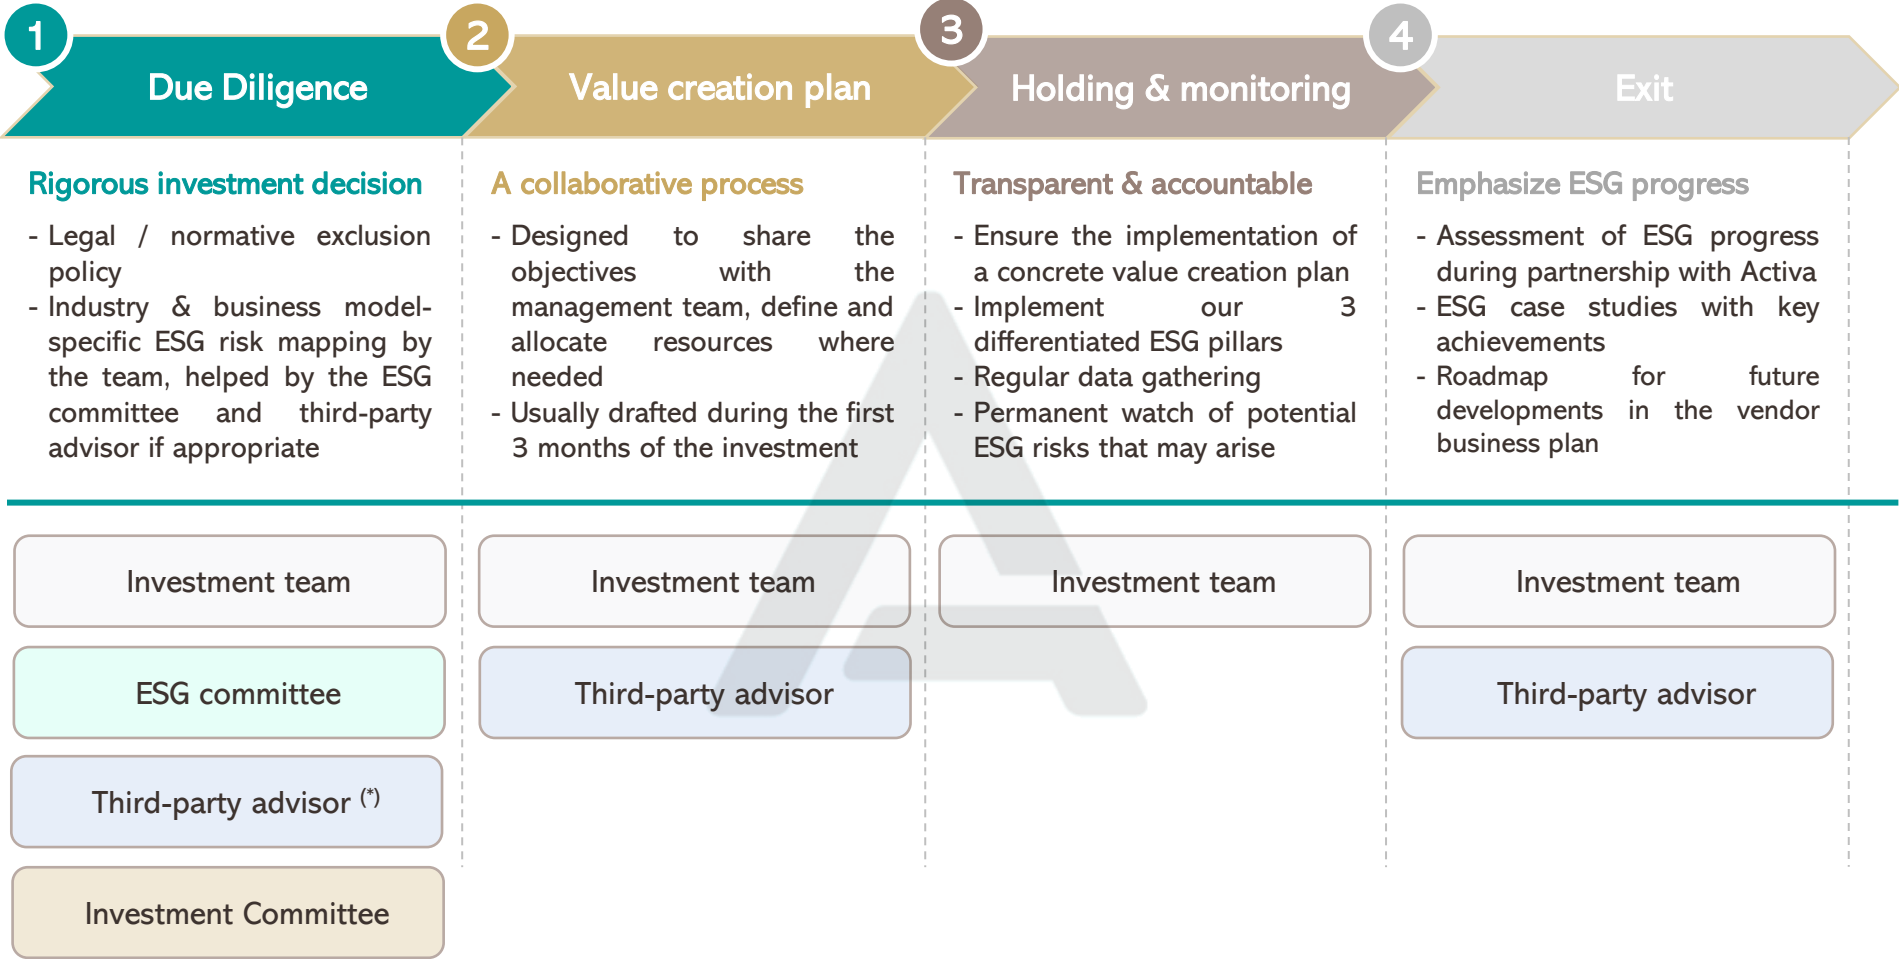 1
Due Diligence
2
Value creation plan
3
Holding & monitoring
4
Exit
Rigorous investment decision
- Legal / normative exclusion
policy
- Industry & business model-
specific ESG risk mapping by
the team, helped by the ESG
committee and third-party
advisor if appropriate
A collaborative process
- Designed to share the
objectives with the
management team, define and
allocate resources where
needed
- Usually drafted during the first
3 months of the investment
Transparent & accountable
- Ensure the implementation of
a concrete value creation plan
- Implement our 3
differentiated ESG pillars
- Regular data gathering
- Permanent watch of potential
ESG risks that may arise
Emphasize ESG progress
- Assessment of ESG progress
during partnership with Activa
- ESG case studies with key
achievements
- Roadmap for future
developments in the vendor
business plan
Investment team
ESG committee
Third-party advisor (*)
Investment Committee
Investment team
Third-party advisor
Investment team
Investment team
Third-party advisor